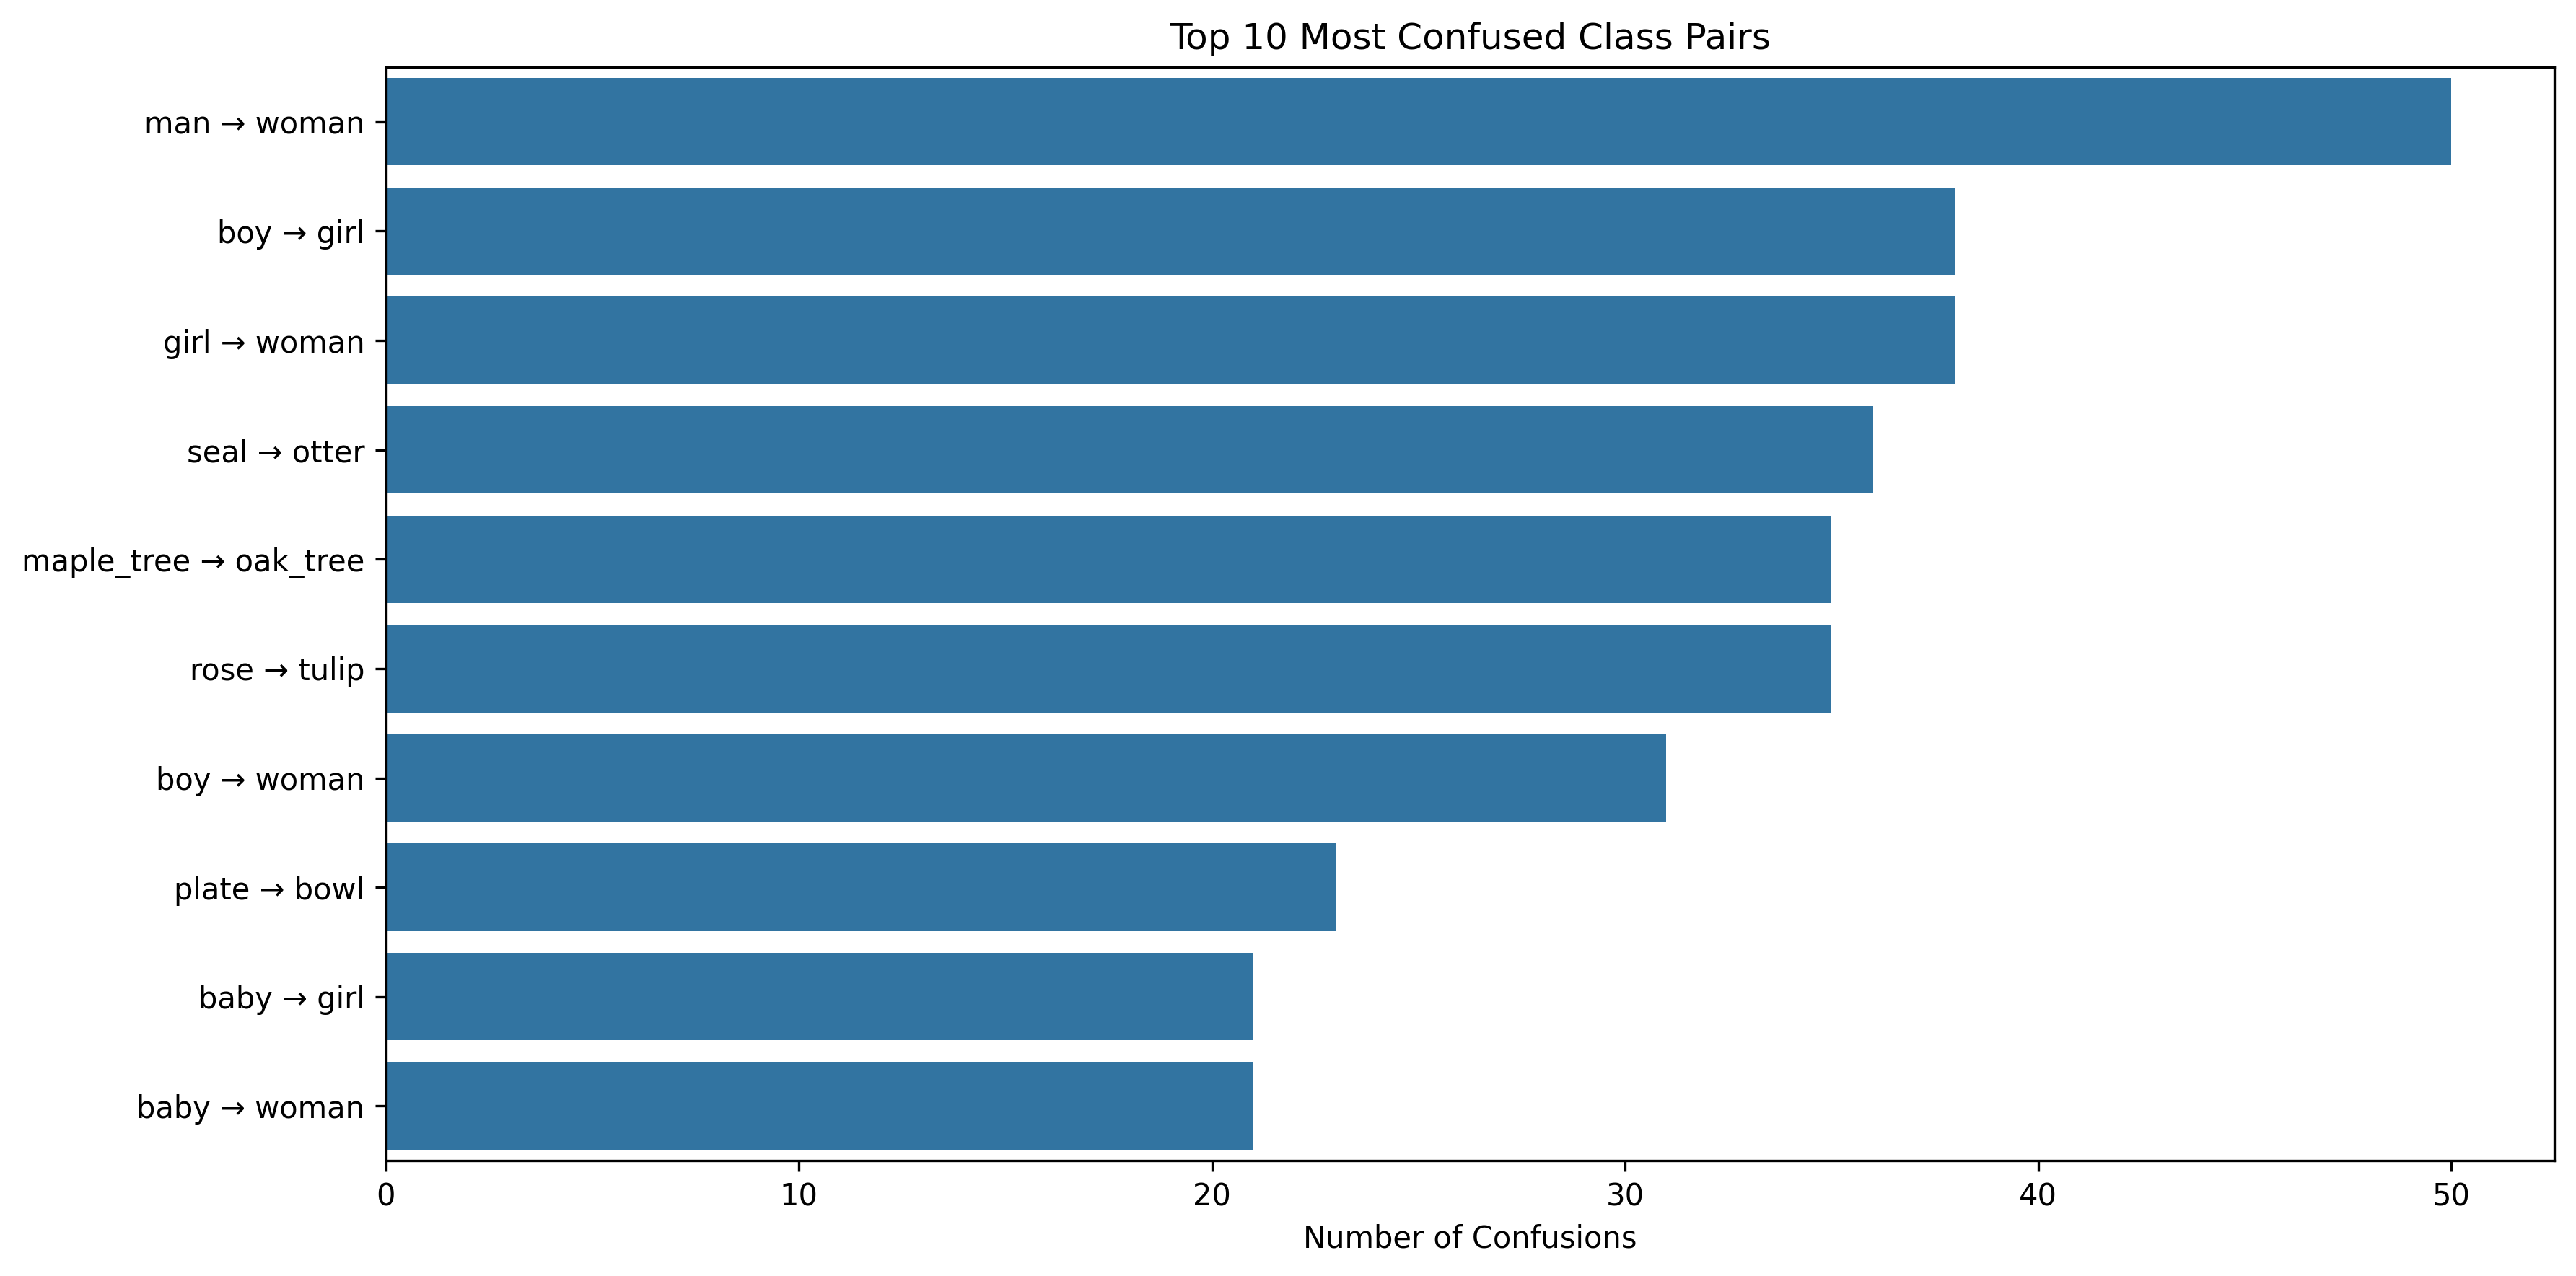 Top 10 Most Confused Class Pairs
man → woman
boy → girl
girl → woman
seal → otter
maple_tree → oak_tree
rose → tulip
boy → woman
plate → bowl
baby → girl
baby → woman
0 10 20 30 40 50
Number of Confusions